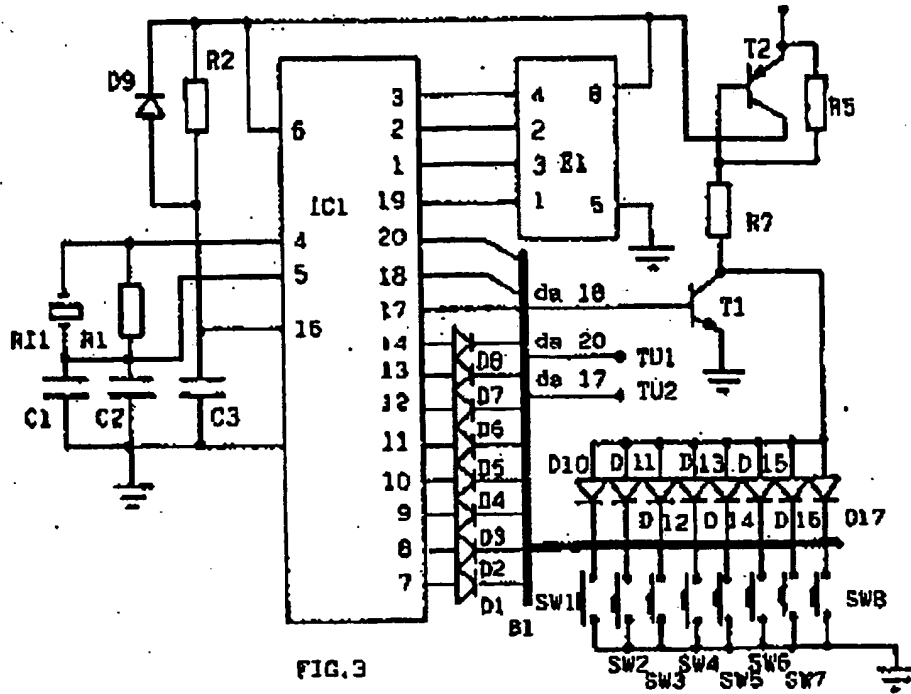 T2
D9
R2
R5
3
4
8
6
2
2
1
3
E1
IC1
19
1
5
R7
4
20
5
18
da 18
17
T1
RI1
R1
16
14
da 20
TU1
D8
13
da 17
TU2
D7
C1
C2
C3
12
D6
11
D5
D10
D 11
D 13
D 15
10
D4
9
D 12
D 14
D 16
D17
D3
8
D2
7
D1
SW1
SW8
B1
SW2
SW4
SW6
SW3
SW5
SW7
FIG.3